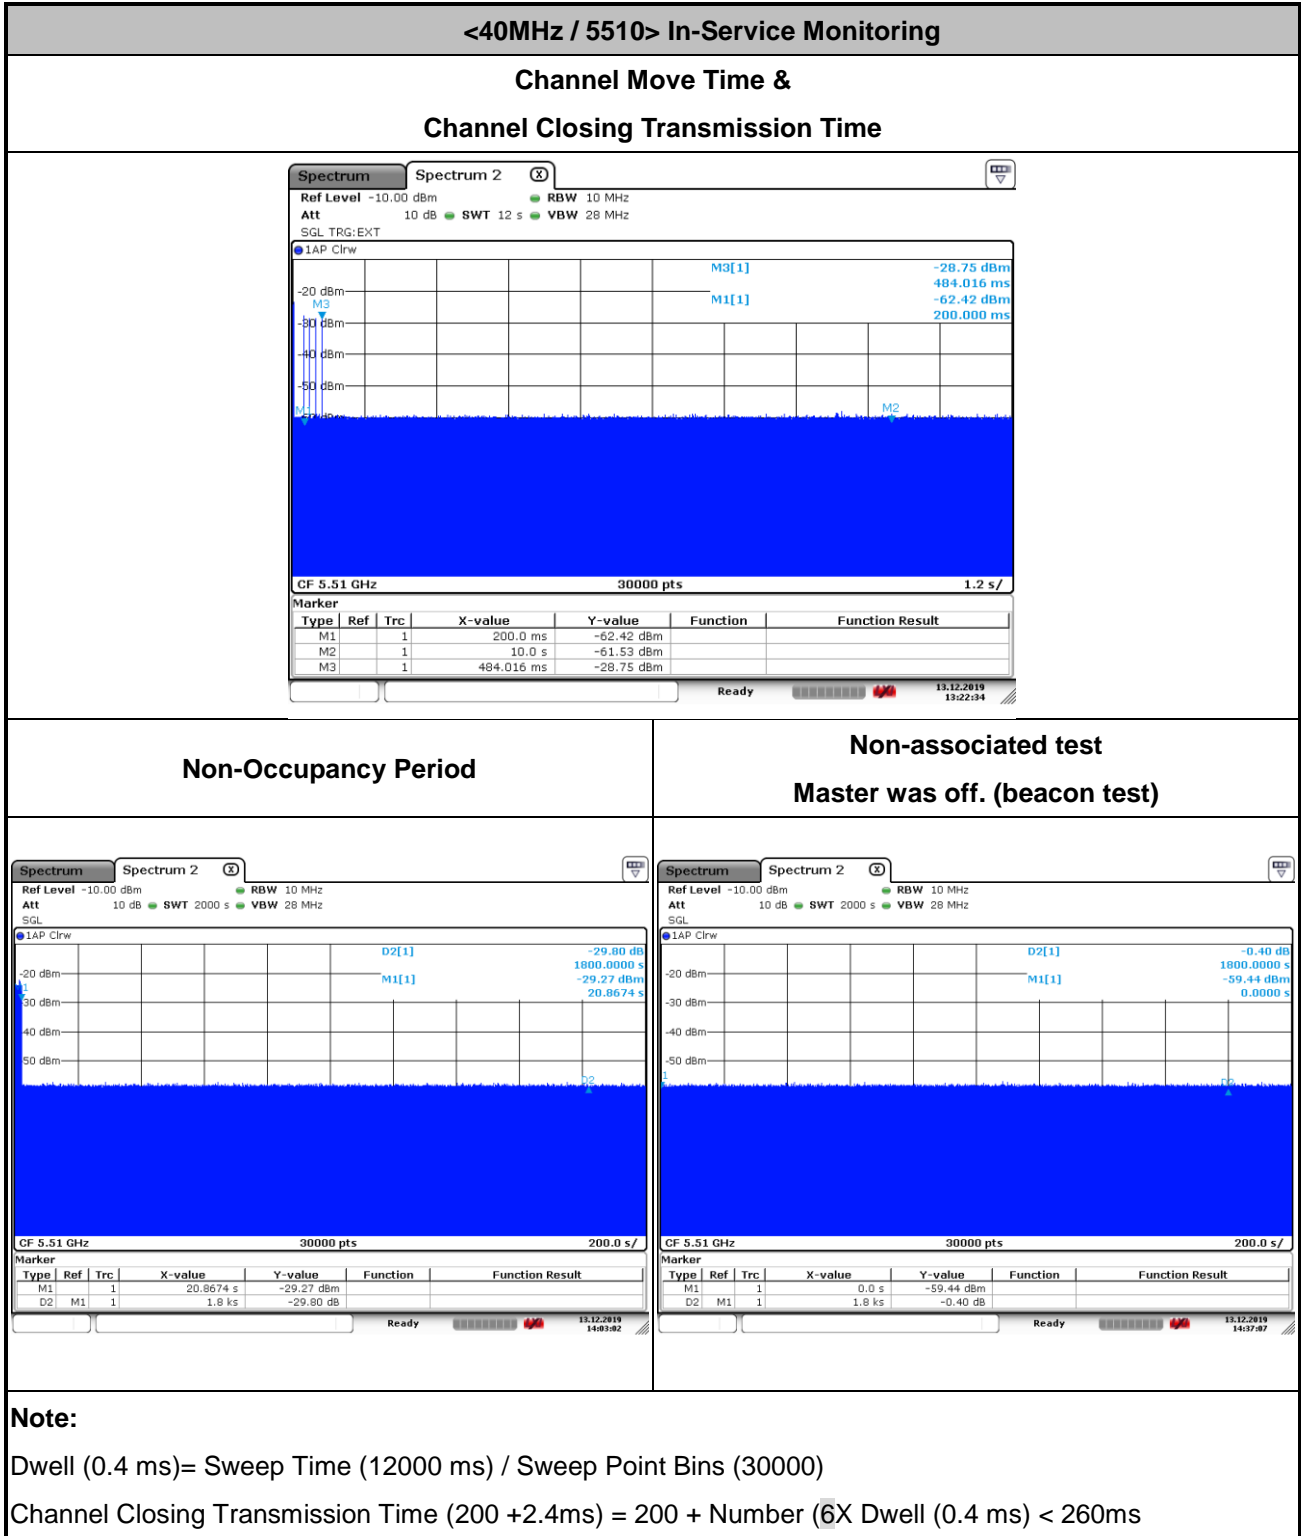 <40MHz / 5510> In-Service Monitoring
Channel Move Time &
Channel Closing Transmission Time
Spectrum Spectrum 2 X
Ref Level -10.00 dBm RBW 10 MHz
Att 10 dB SWT 12 s VBW 28 MHz
SGL TRG:EXT
1AP Clrw
M3[1] -28.75 dBm
484.016 ms
M1[1] -62.42 dBm
200.000 ms
-20 dBm
M3
-30 dBm
-40 dBm
-50 dBm
M2
CF 5.51 GHz 30000 pts 1.2 s/
Marker
Type Ref Trc X-value Y-value Function Function Result
M1 1 200.0 ms -62.42 dBm
M2 1 10.0 s -61.53 dBm
M3 1 484.016 ms -28.75 dBm
Ready 13.12.2019
13:22:34
Non-Occupancy Period
Non-associated test
Master was off. (beacon test)
Spectrum Spectrum 2 X
Ref Level -10.00 dBm RBW 10 MHz
Att 10 dB SWT 2000 s VBW 28 MHz
SGL
1AP Clrw
D2[1] -29.80 dB
1800.0000 s
M1[1] -29.27 dBm
20.8674 s
-20 dBm
30 dBm
40 dBm
50 dBm
D2
CF 5.51 GHz 30000 pts 200.0 s/
Marker
Type Ref Trc X-value Y-value Function Function Result
M1 1 20.8674 s -29.27 dBm
D2 M1 1 1.8 ks -29.80 dB
Ready 13.12.2019
14:03:02
Spectrum Spectrum 2 X
Ref Level -10.00 dBm RBW 10 MHz
Att 10 dB SWT 2000 s VBW 28 MHz
SGL
1AP Clrw
D2[1] -0.40 dB
1800.0000 s
M1[1] -59.44 dBm
0.0000 s
-20 dBm
-30 dBm
-40 dBm
-50 dBm
1
D2
CF 5.51 GHz 30000 pts 200.0 s/
Marker
Type Ref Trc X-value Y-value Function Function Result
M1 1 0.0 s -59.44 dBm
D2 M1 1 1.8 ks -0.40 dB
Ready 13.12.2019
14:37:07
Note:
Dwell (0.4 ms)= Sweep Time (12000 ms) / Sweep Point Bins (30000)
Channel Closing Transmission Time (200 +2.4ms) = 200 + Number (6X Dwell (0.4 ms) < 260ms